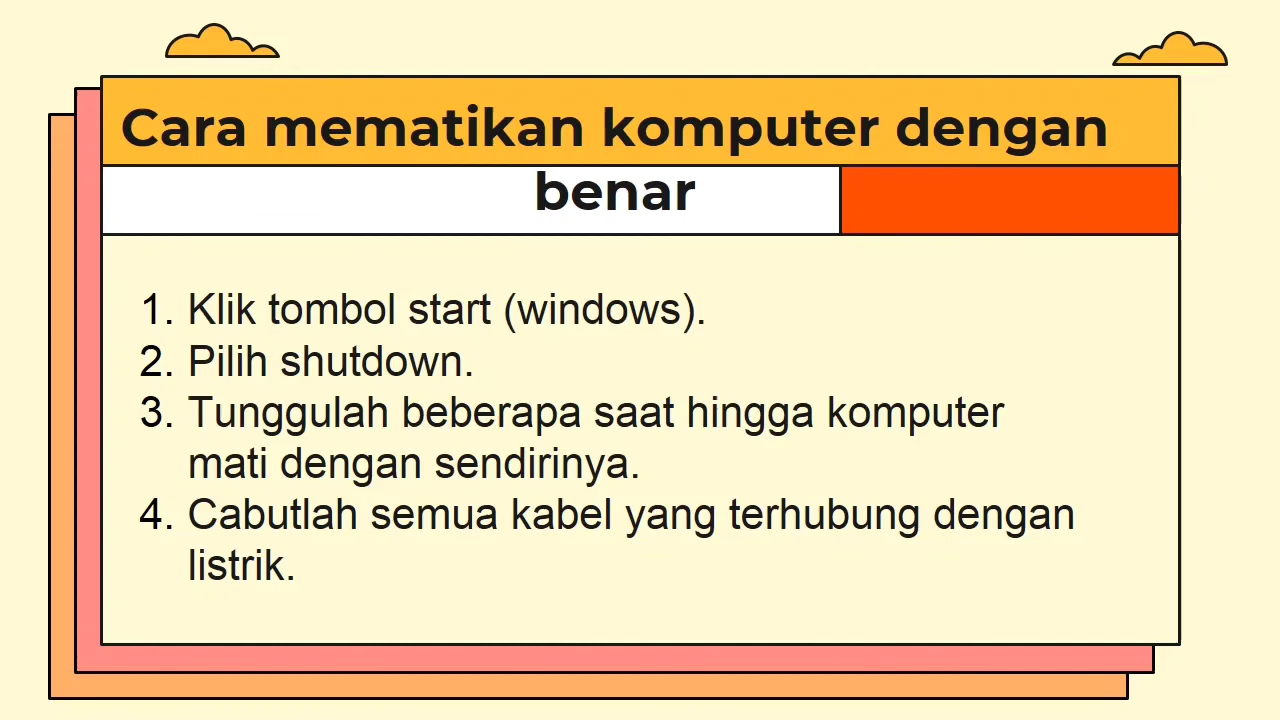 Cara mematikan komputer dengan
benar
1. Klik tombol start (windows).
2. Pilih shutdown.
3. Tunggulah beberapa saat hingga komputer
mati dengan sendirinya.
4. Cabutlah semua kabel yang terhubung dengan
listrik.